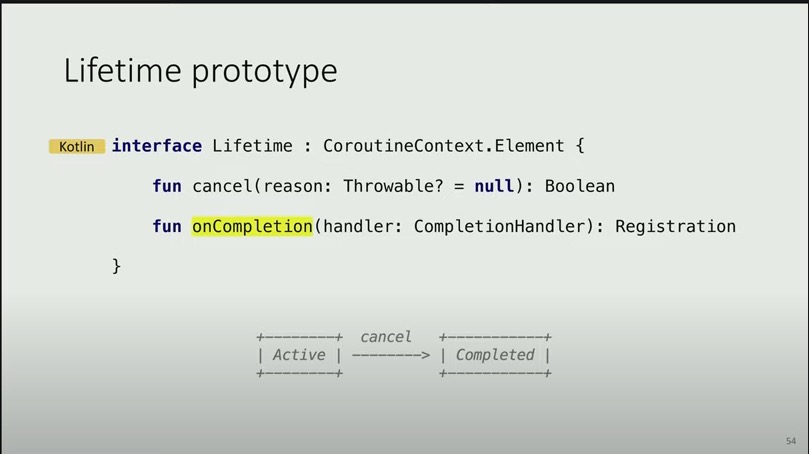 Lifetime prototype
Kotlin interface Lifetime : CoroutineContext.Element {
fun cancel(reason: Throwable? = null): Boolean
fun onCompletion(handler: CompletionHandler): Registration
}
+--------+ cancel +-----------+
| Active | --------> | Completed |
+--------+ +-----------+
54